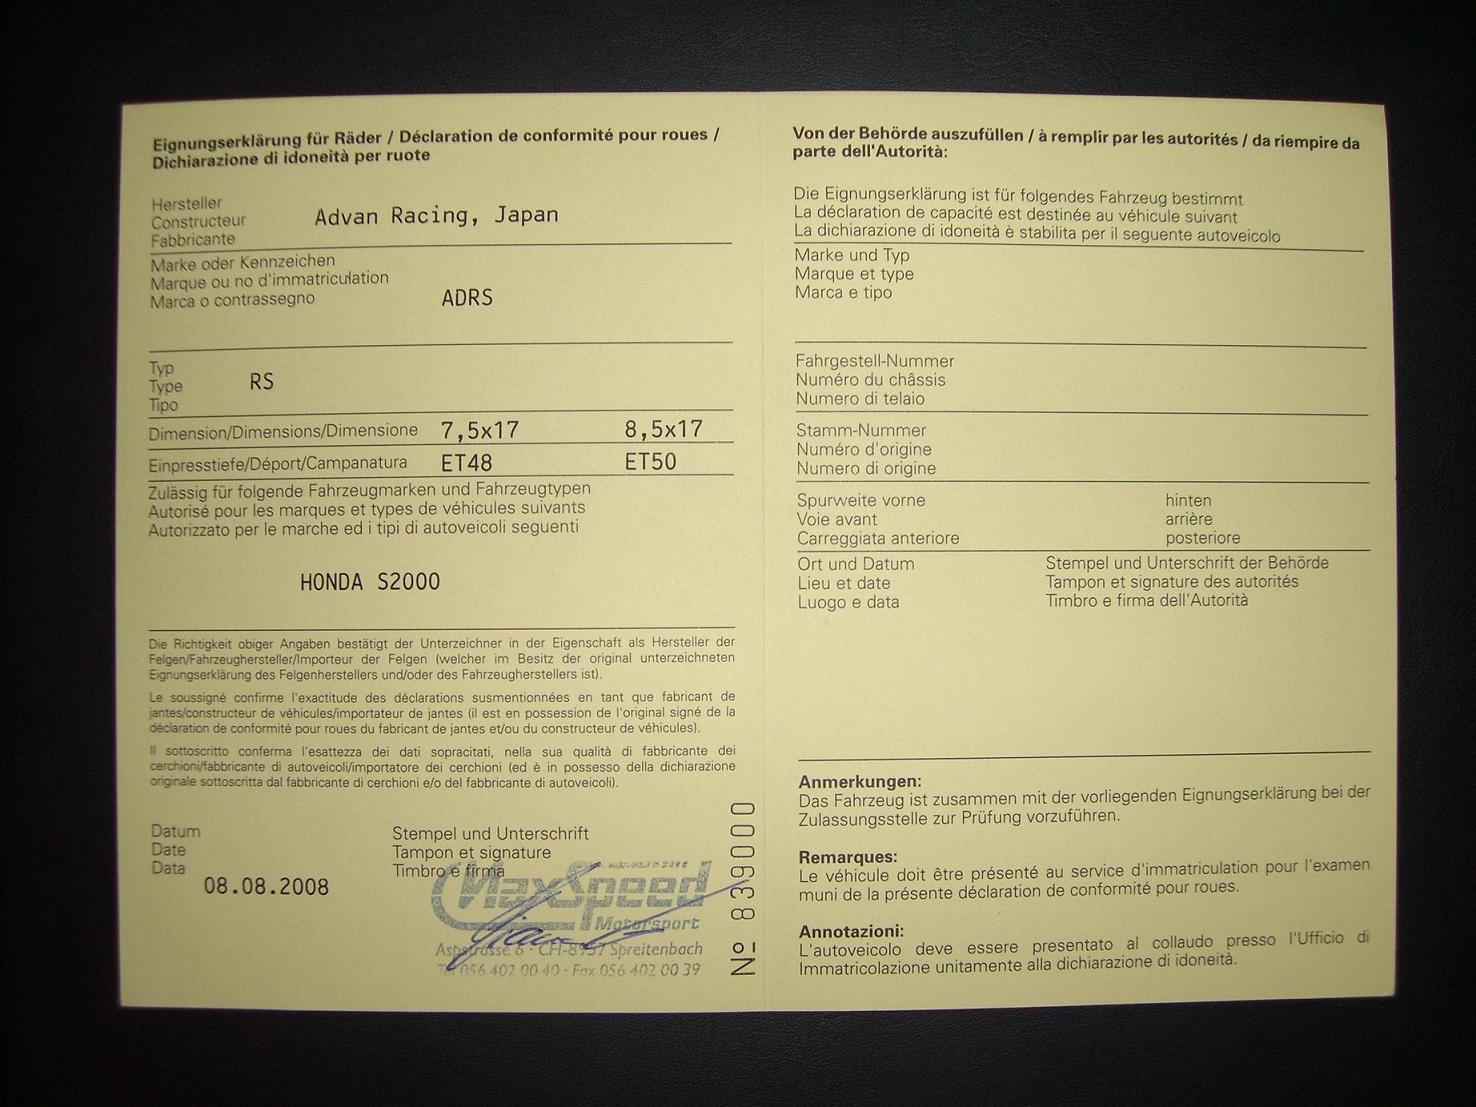 Eignungserklärung für Räder / Déclaration de conformité pour roues /
Dichiarazione di idoneità per ruote
Hersteller
Constructeur
Fabbricante
Advan Racing, Japan
Marke oder Kennzeichen
Marque ou no d'immatriculation
Marca o contrassegno
ADRS
Typ
Type
Tipo
RS
Dimension/Dimensions/Dimensione 7,5x17 8,5x17
Einpresstiefe/Déport/Campanatura ET48 ET50
Zulässig für folgende Fahrzeugmarken und Fahrzeugtypen
Autorisé pour les marques et types de véhicules suivants
Autorizzato per le marche ed i tipi di autoveicoli seguenti
HONDA S2000
Die Richtigkeit obiger Angaben bestätigt der Unterzeichner in der Eigenschaft als Hersteller der
Felgen/Fahrzeughersteller/Importeur der Felgen (welcher im Besitz der original unterzeichneten
Eignungserklärung des Felgenherstellers und/oder des Fahrzeugherstellers ist).
Le soussigné confirme l'exactitude des déclarations susmentionnées en tant que fabricant de
jantes/constructeur de véhicules/importateur de jantes (il est en possession de l'original signé de la
déclaration de conformité pour roues du fabricant de jantes et/ou du constructeur de véhicules).
Il sottoscritto conferma l'esattezza dei dati sopracitati, nella sua qualità di fabbricante dei
cerchioni/fabbricante di autoveicoli/importatore dei cerchioni (ed è in possesso della dichiarazione
originale sottoscritta dal fabbricante di cerchioni e/o del fabbricante di autoveicoli).
Datum
Date
Data
08.08.2008
Stempel und Unterschrift
Tampon et signature
Timbro e firma
MaxSpeed
Motorsport
Aspstrasse 6 · CH-8957 Spreitenbach
Tel 056 402 00 40 · Fax 056 402 00 39
No 839000
Von der Behörde auszufüllen / à remplir par les autorités / da riempire da
parte dell'Autorità:
Die Eignungserklärung ist für folgendes Fahrzeug bestimmt
La déclaration de capacité est destinée au véhicule suivant
La dichiarazione di idoneità è stabilita per il seguente autoveicolo
Marke und Typ
Marque et type
Marca e tipo
Fahrgestell-Nummer
Numéro du châssis
Numero di telaio
Stamm-Nummer
Numéro d'origine
Numero di origine
Spurweite vorne hinten
Voie avant arrière
Carreggiata anteriore posteriore
Ort und Datum Stempel und Unterschrift der Behörde
Lieu et date Tampon et signature des autorités
Luogo e data Timbro e firma dell'Autorità
Anmerkungen:
Das Fahrzeug ist zusammen mit der vorliegenden Eignungserklärung bei der
Zulassungsstelle zur Prüfung vorzuführen.
Remarques:
Le véhicule doit être présenté au service d'immatriculation pour l'examen
muni de la présente déclaration de conformité pour roues.
Annotazioni:
L'autoveicolo deve essere presentato al collaudo presso l'Ufficio di
Immatricolazione unitamente alla dichiarazione di idoneità.